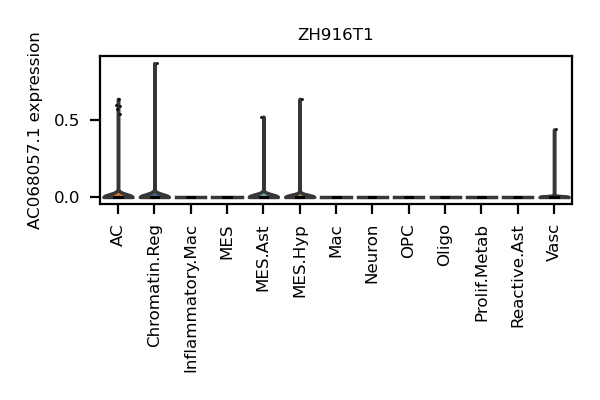 ZH916T1
AC068057.1 expression
0.5
0.0
AC
Chromatin.Reg
Inflammatory.Mac
MES
MES.Ast
MES.Hyp
Mac
Neuron
OPC
Oligo
Prolif.Metab
Reactive.Ast
Vasc